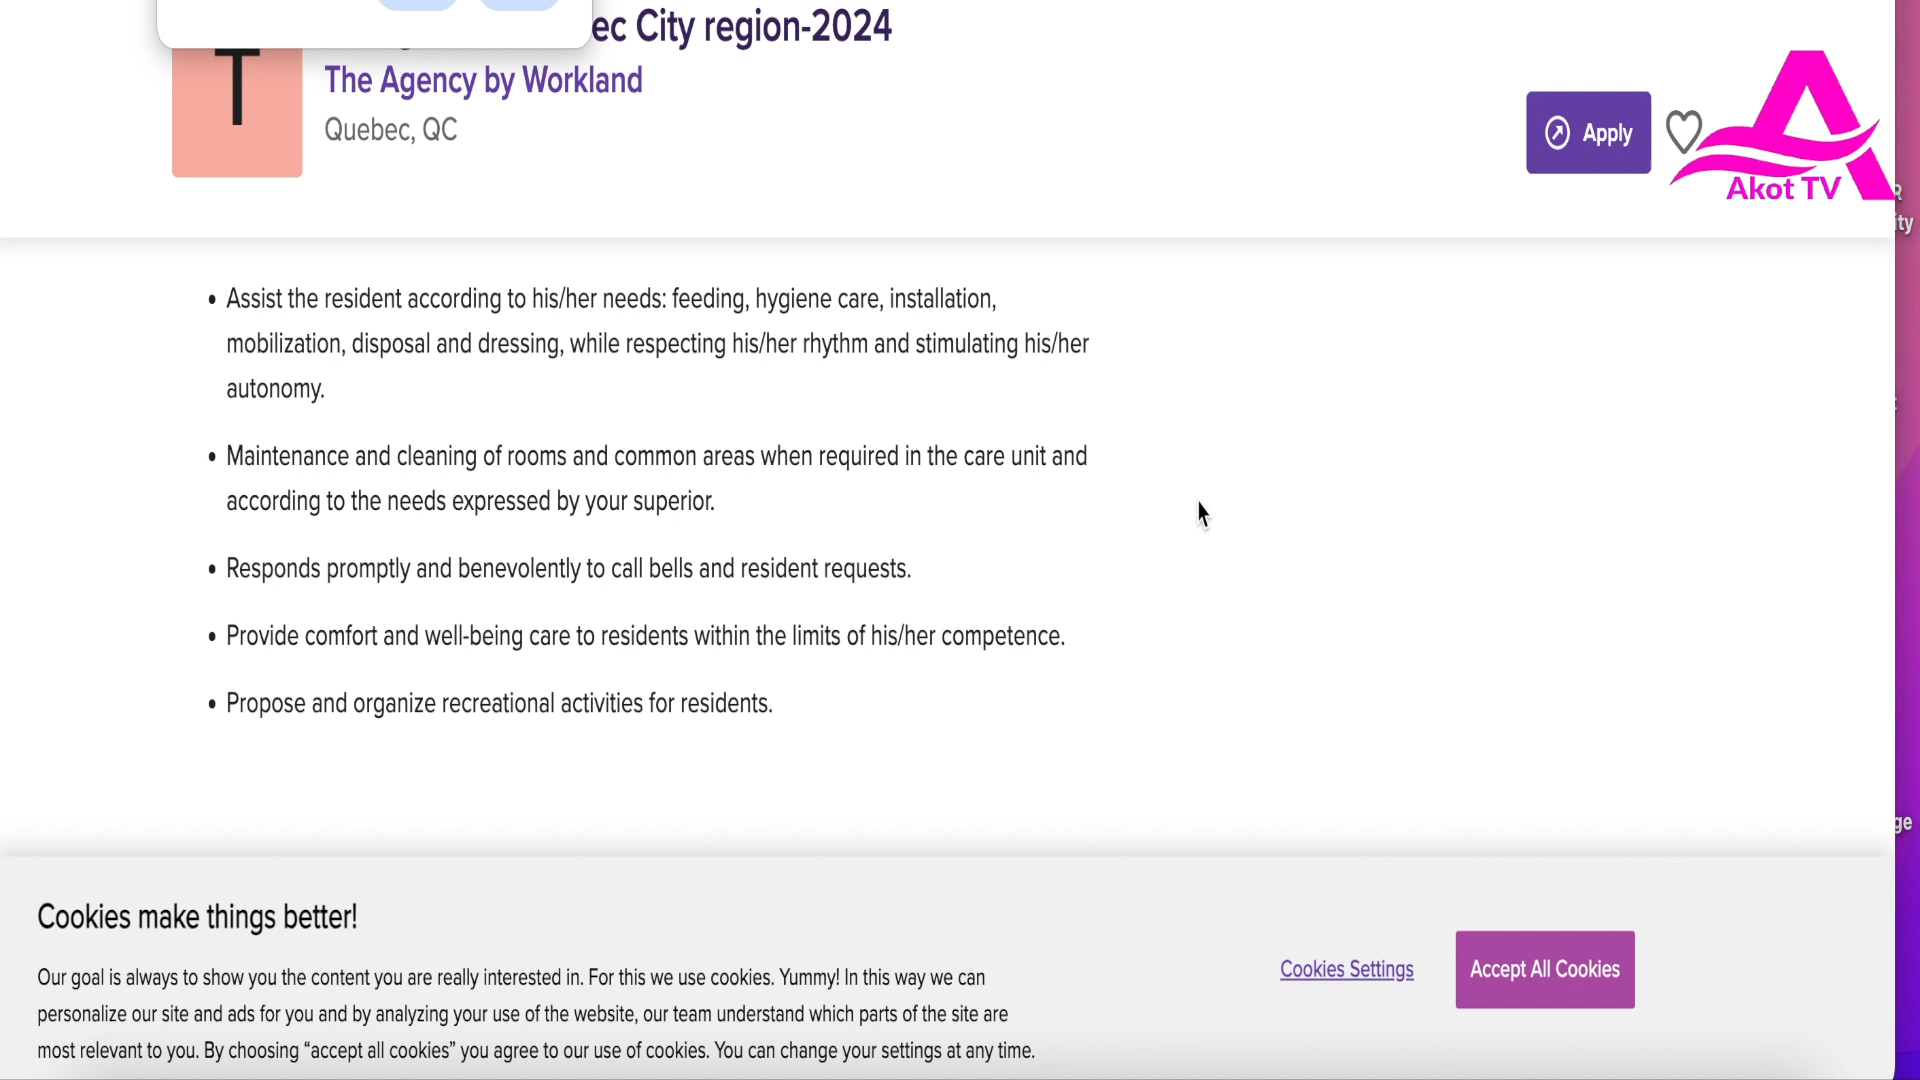 ec City region-2024
T
The Agency by Workland
Quebec, QC
Apply
Akot TV
ity
• Assist the resident according to his/her needs: feeding, hygiene care, installation,
mobilization, disposal and dressing, while respecting his/her rhythm and stimulating his/her
autonomy.
• Maintenance and cleaning of rooms and common areas when required in the care unit and
according to the needs expressed by your superior.
• Responds promptly and benevolently to call bells and resident requests.
• Provide comfort and well-being care to residents within the limits of his/her competence.
• Propose and organize recreational activities for residents.
ge
Cookies make things better!
Our goal is always to show you the content you are really interested in. For this we use cookies. Yummy! In this way we can
personalize our site and ads for you and by analyzing your use of the website, our team understand which parts of the site are
most relevant to you. By choosing “accept all cookies” you agree to our use of cookies. You can change your settings at any time.
Cookies Settings
Accept All Cookies